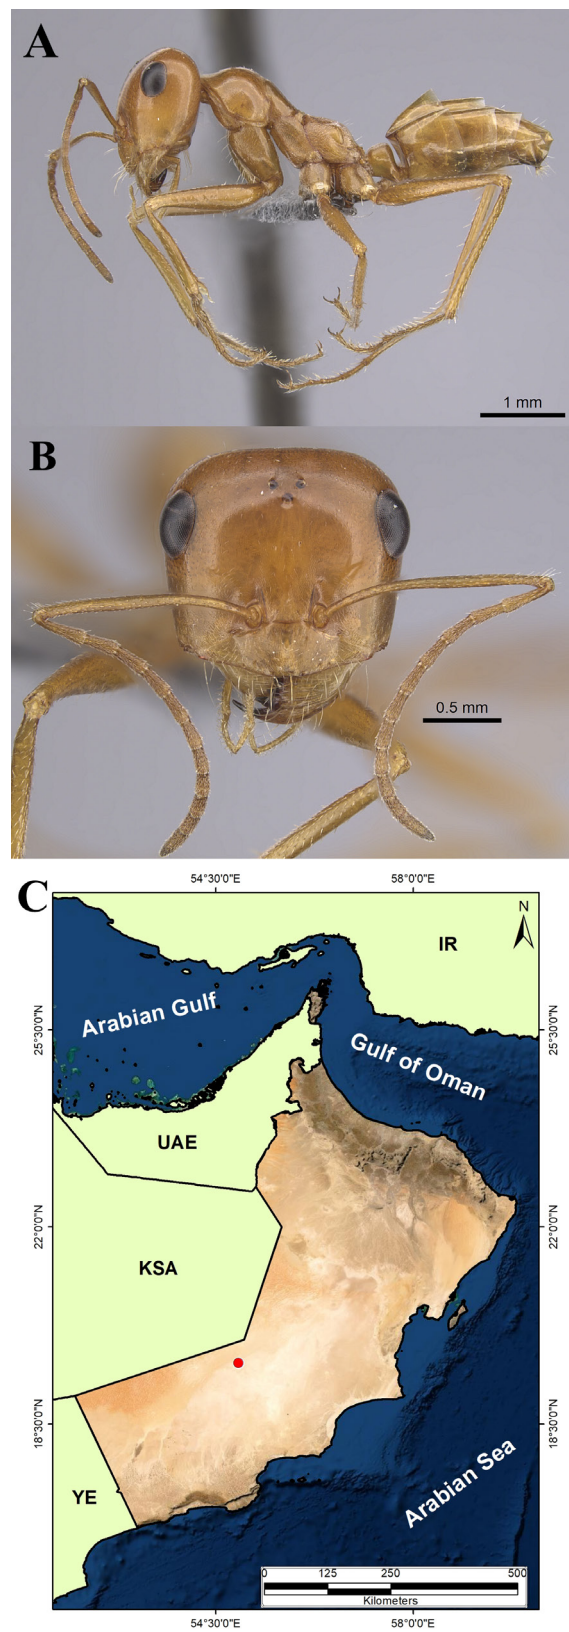 A
1 mm
B
0.5 mm
C
54°30'0"E 58°0'0"E
N
IR
Arabian Gulf
25°30'0"N 25°30'0"N
Gulf of Oman
UAE
22°0'0"N 22°0'0"N
KSA
18°30'0"N 18°30'0"N
YE
Arabian Sea
0 125 250 500
Kilometers
54°30'0"E 58°0'0"E